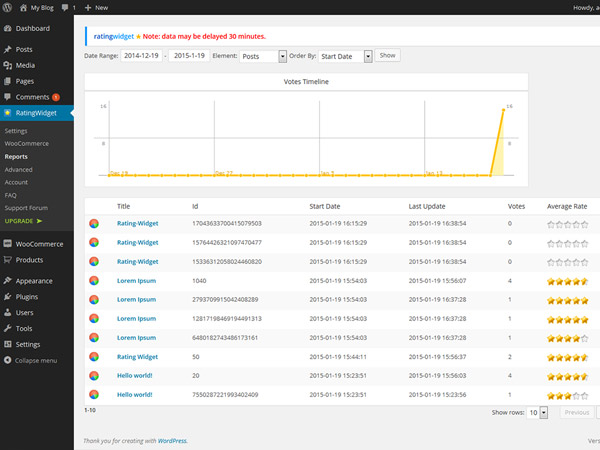 My Blog 1 + New Howdy, a
Dashboard
Posts
Media
Pages
Comments 1
RatingWidget
Settings
WooCommerce
Reports
Advanced
Account
FAQ
Support Forum
UPGRADE ➤
WooCommerce
Products
Appearance
Plugins
Users
Tools
Settings
Collapse menu
ratingwidget ★ Note: data may be delayed 30 minutes.
Date Range: 2014-12-19 - 2015-1-19 Element: Posts Order By: Start Date Show
Votes Timeline
16 16
8 8
Dec 27
Title Id Start Date Last Update Votes Average Rate
Rating-Widget 17043633700415079503 2015-01-19 16:15:29 2015-01-19 16:38:54 0
Rating-Widget 15764426321097470477 2015-01-19 16:15:29 2015-01-19 16:38:54 0
Rating-Widget 15336312058024460820 2015-01-19 16:15:29 2015-01-19 16:38:54 0
Lorem Ipsum 1040 2015-01-19 15:54:03 2015-01-19 15:56:07 4
Lorem Ipsum 2793709915042408289 2015-01-19 15:54:03 2015-01-19 16:37:28 1
Lorem Ipsum 12817198469194491313 2015-01-19 15:54:03 2015-01-19 16:37:28 1
Lorem Ipsum 6480182743486173161 2015-01-19 15:54:03 2015-01-19 16:37:28 1
Rating Widget 50 2015-01-19 15:44:11 2015-01-19 15:56:37 2
Hello world! 20 2015-01-19 15:23:51 2015-01-19 15:56:03 4
Hello world! 7550287221993402409 2015-01-19 15:23:51 2015-01-19 15:23:56 1
1-10 Show rows: 10 Previous
Thank you for creating with WordPress. Vers